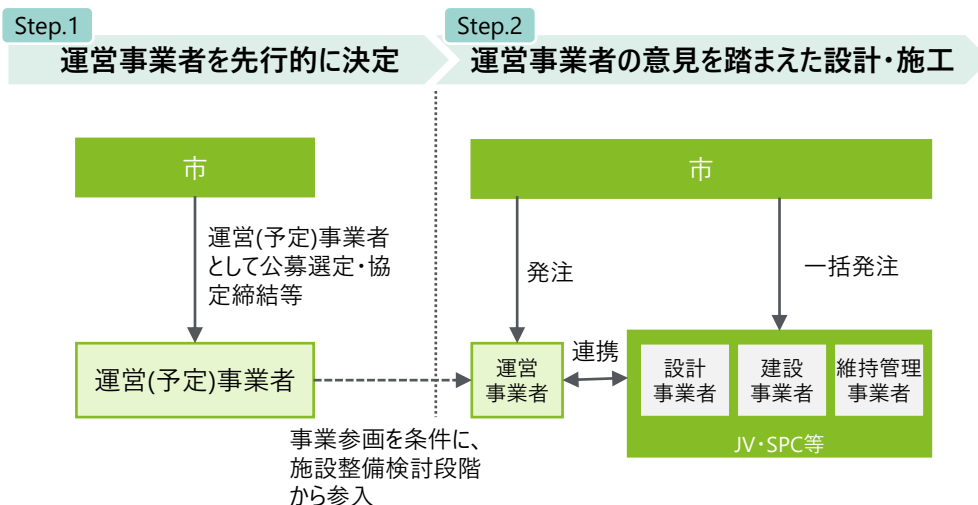 Step.1
運営事業者を先行的に決定
Step.2
運営事業者の意見を踏まえた設計・施工
市
運営(予定)事業者
として公募選定・協
定締結等
運営(予定)事業者
事業参画を条件に、
施設整備検討段階
から参入
市
発注
一括発注
運営
事業者
連携
設計
事業者
建設
事業者
維持管理
事業者
JV・SPC等